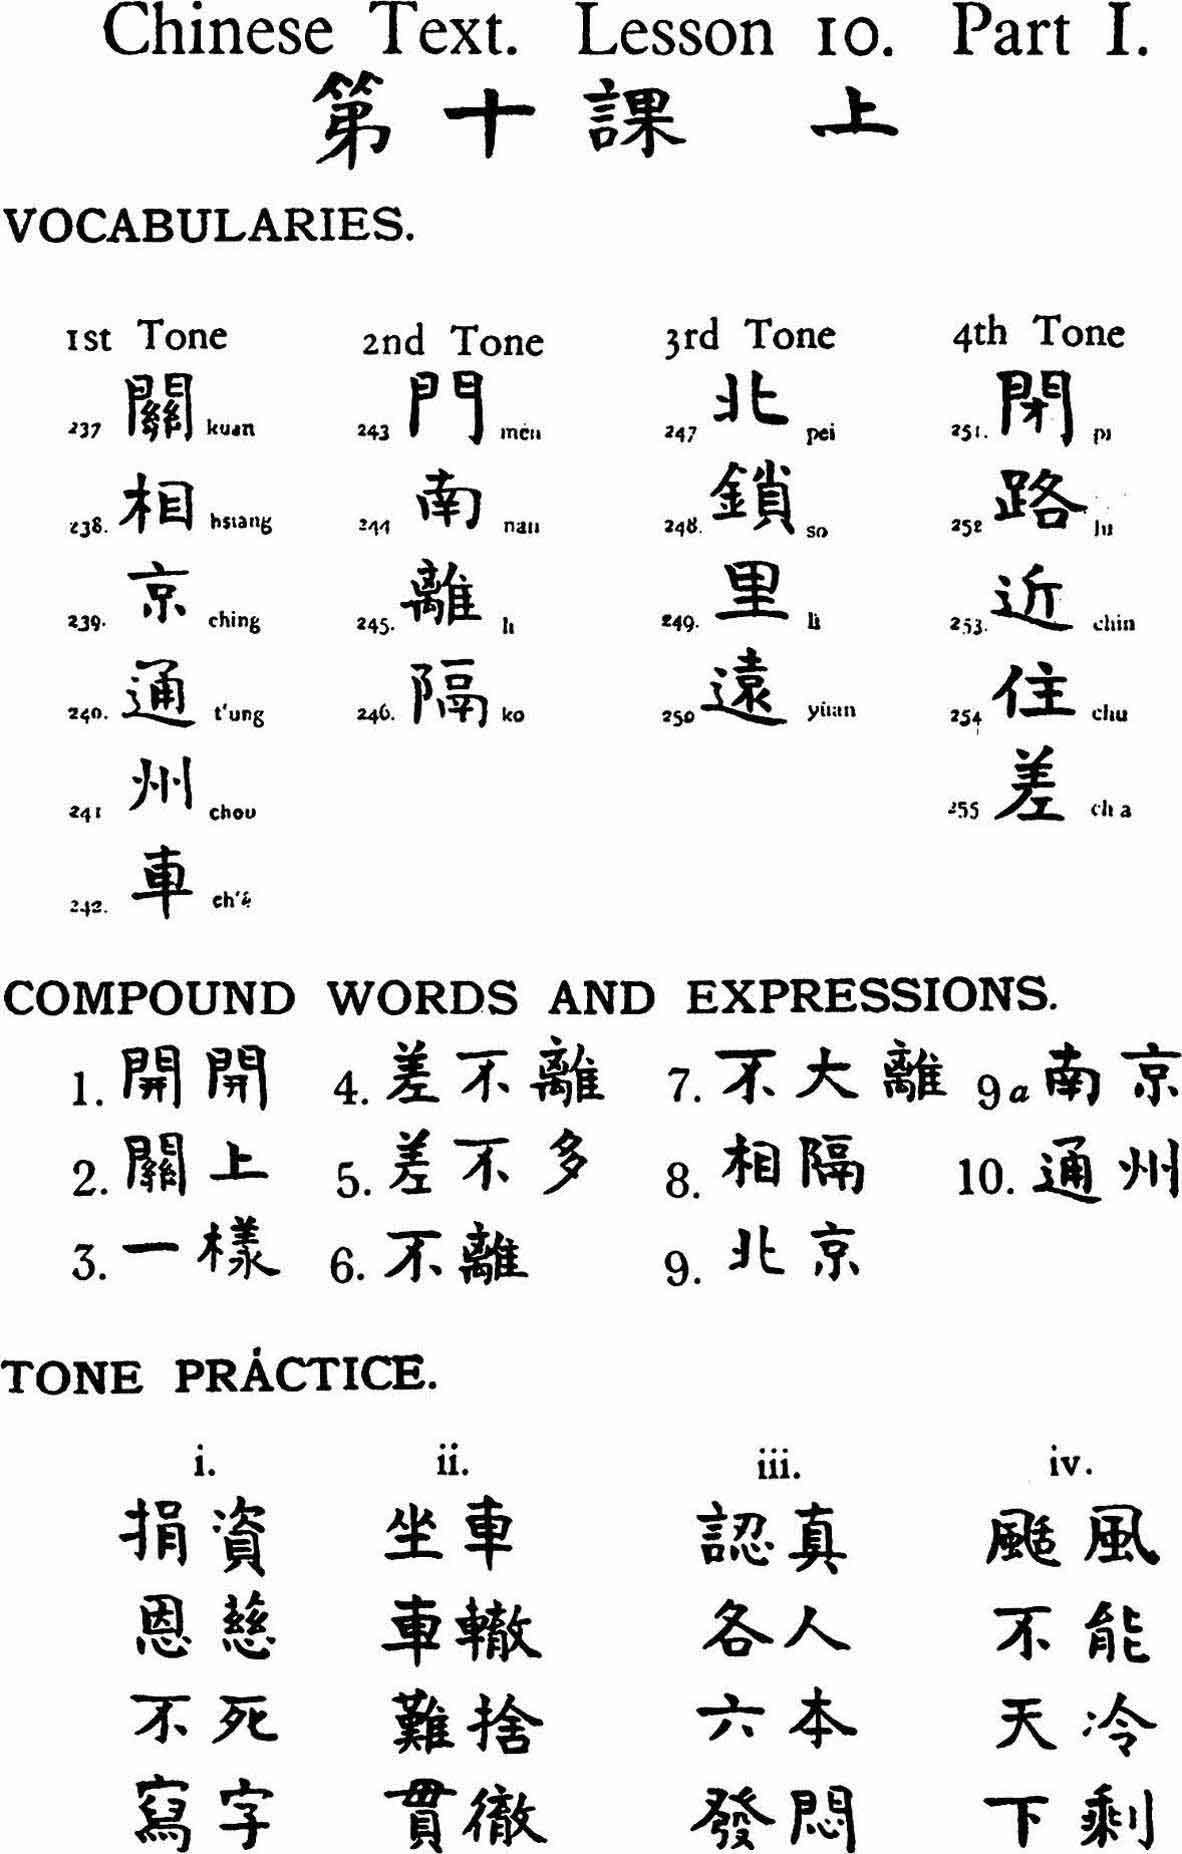 Chinese Text. Lesson 10. Part I.
第十課 上
VOCABULARIES.
1st Tone 2nd Tone 3rd Tone 4th Tone
237 關 kuan 243 門 mên 247 北 pei 251. 閉 pi
238. 相 hsiang 244 南 nan 248. 鎖 so 252 路 lu
239. 京 ching 245. 離 li 249. 里 li 253. 近 chin
240. 通 t'ung 246. 隔 ko 250 遠 yüan 254 住 chu
241 州 chou 255 差 cha
242. 車 ch'ê
COMPOUND WORDS AND EXPRESSIONS.
1. 開開 4. 差不離 7. 不大離 9a 南京
2. 關上 5. 差不多 8. 相隔 10. 通州
3. 一樣 6. 不離 9. 北京
TONE PRACTICE.
i. ii. iii. iv.
捐資 坐車 認真 颳風
恩慈 車轍 各人 不能
不死 難捨 六本 天冷
寫字 貫徹 發悶 下剩